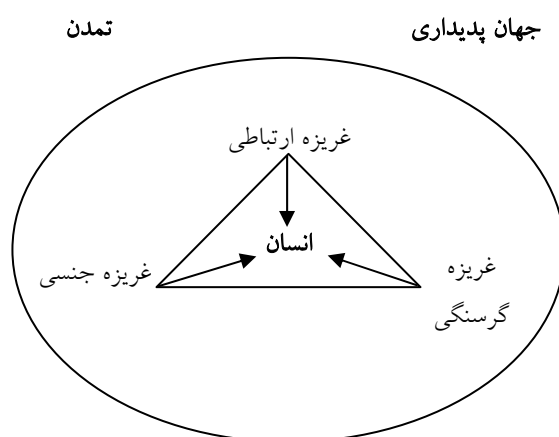 جهان پدیداری
تمدن
غریزه ارتباطی
انسان
غریزه
گرسنگی
غریزه جنسی